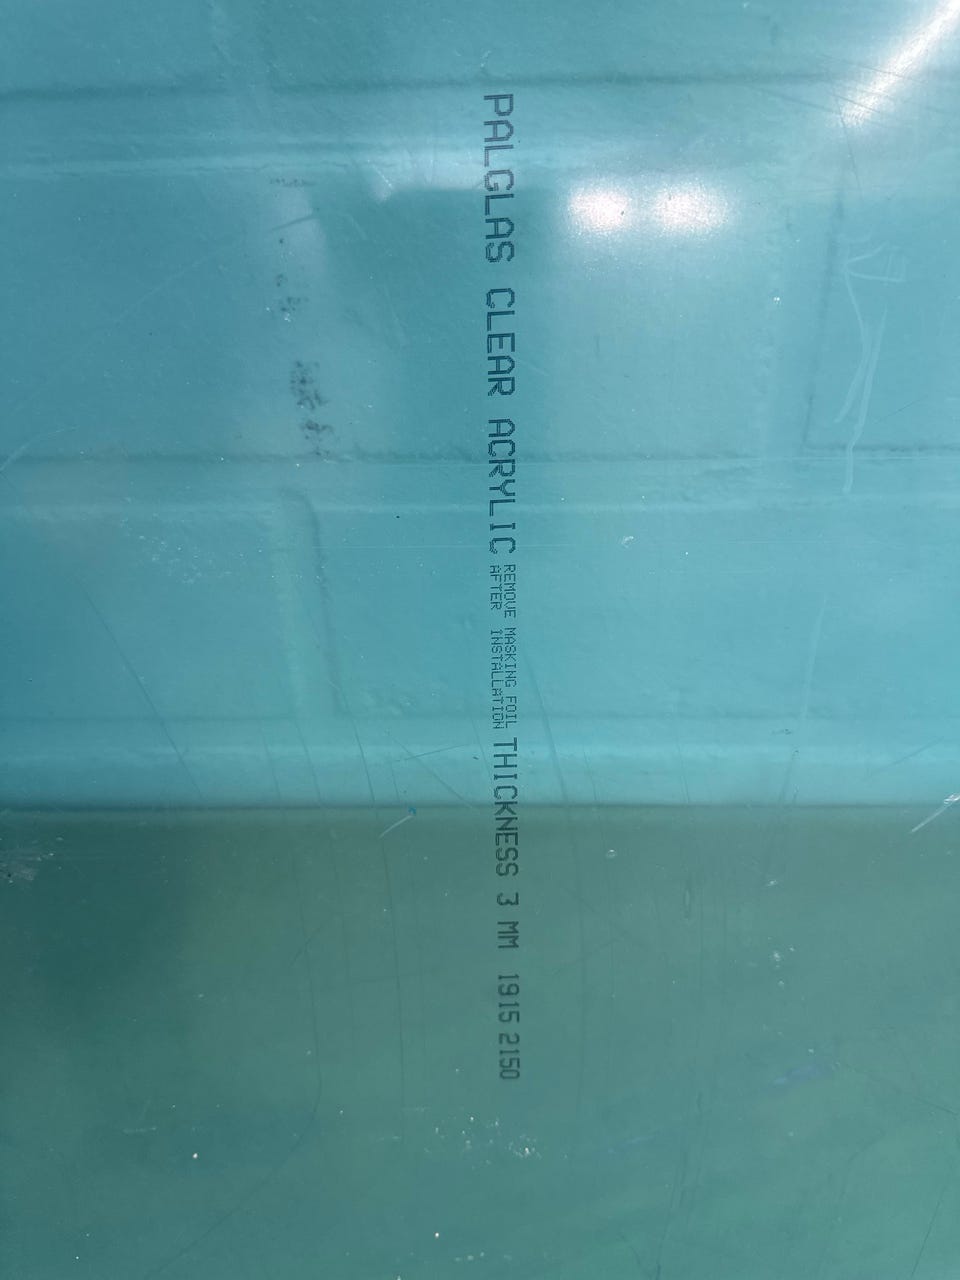 PALGLAS CLEAR ACRYLIC
REMOVE MASKING FOIL
AFTER INSTALLATION
THICKNESS 3 MM 1915 2150